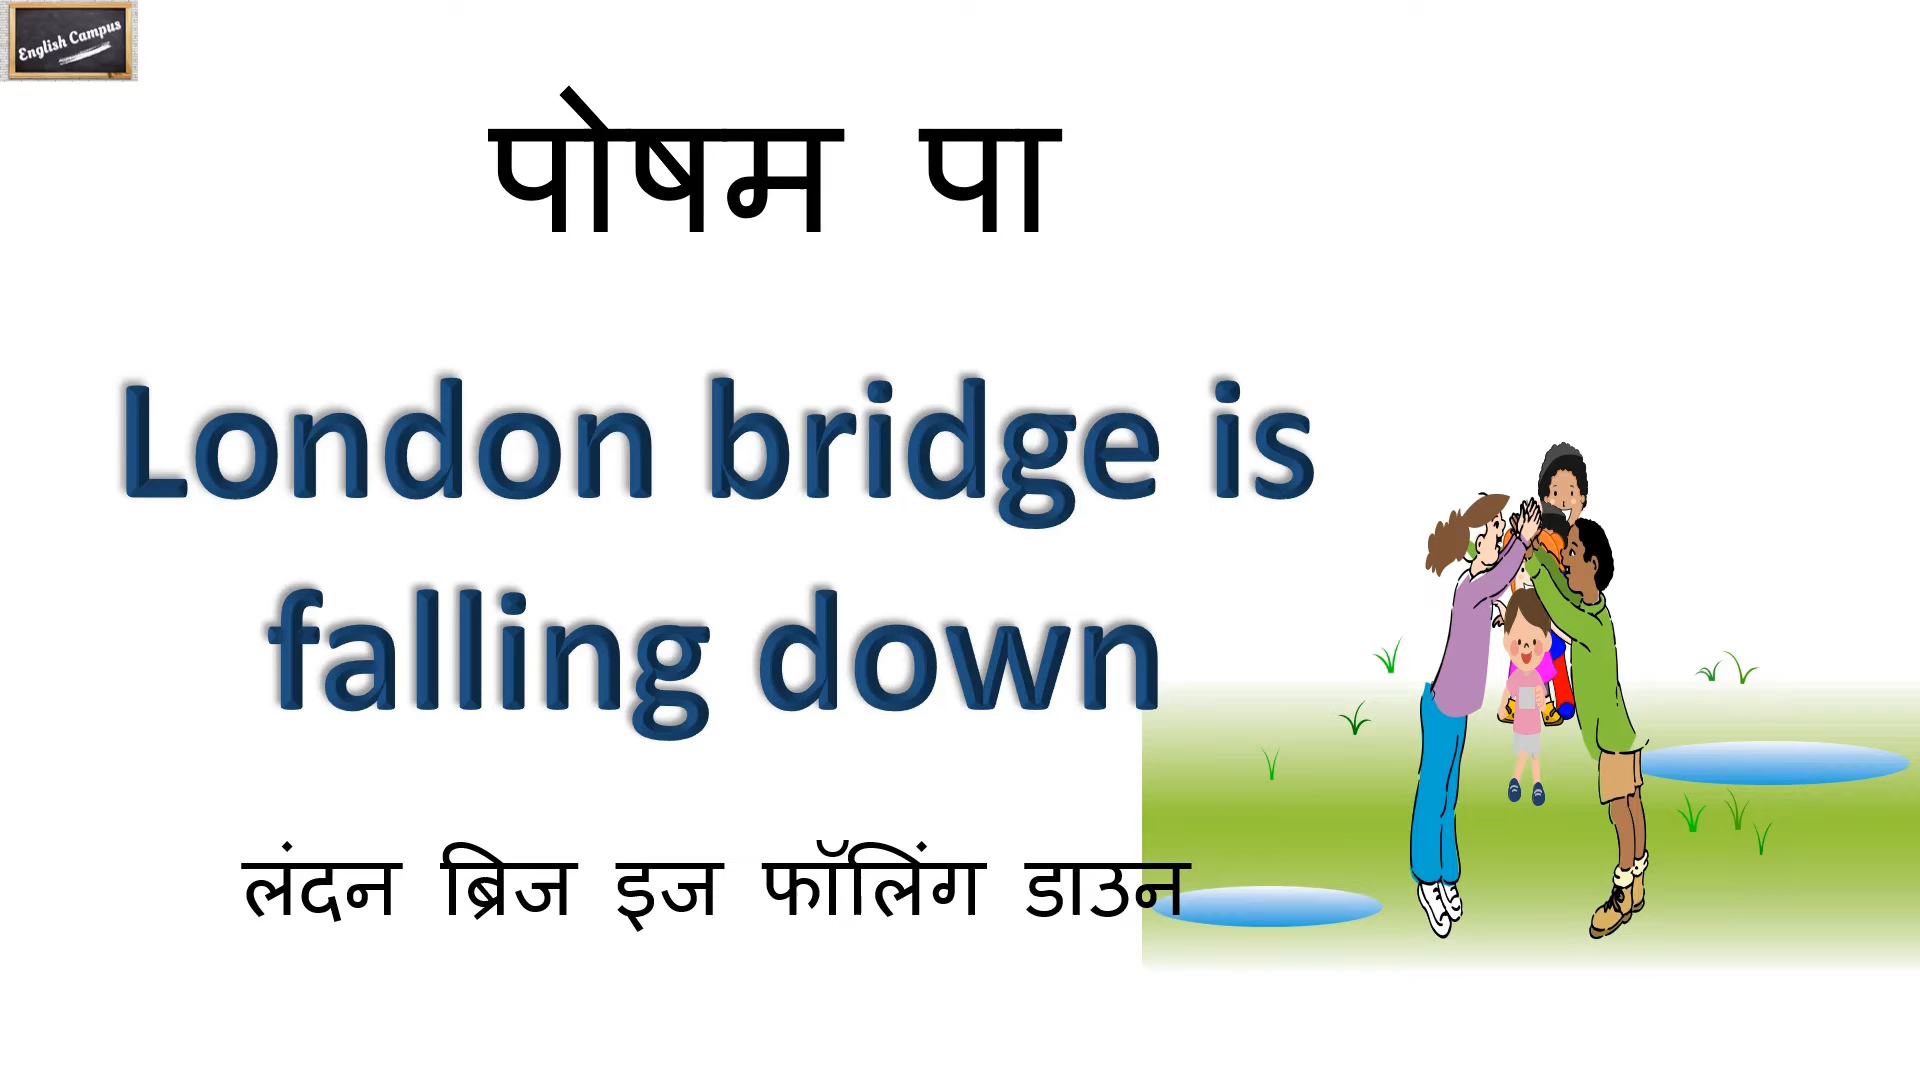 English Campus
पोषम पा
London bridge is
falling down
लंदन ब्रिज इज फॉलिंग डाउन